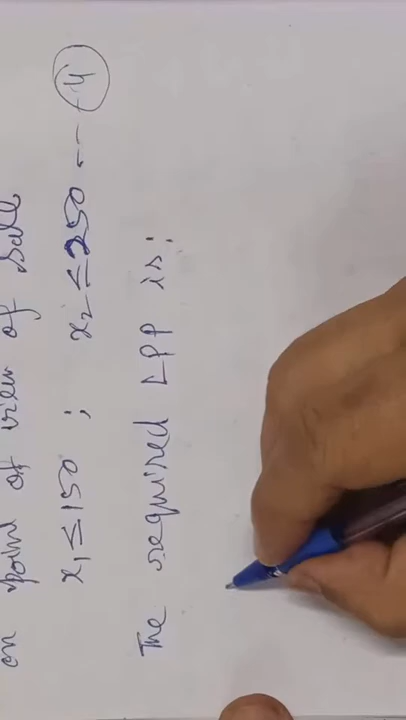 on point of view of Sale
x₁ ≤ 150 ; x₂ ≤ 250 --- (4)
The required LPP is :